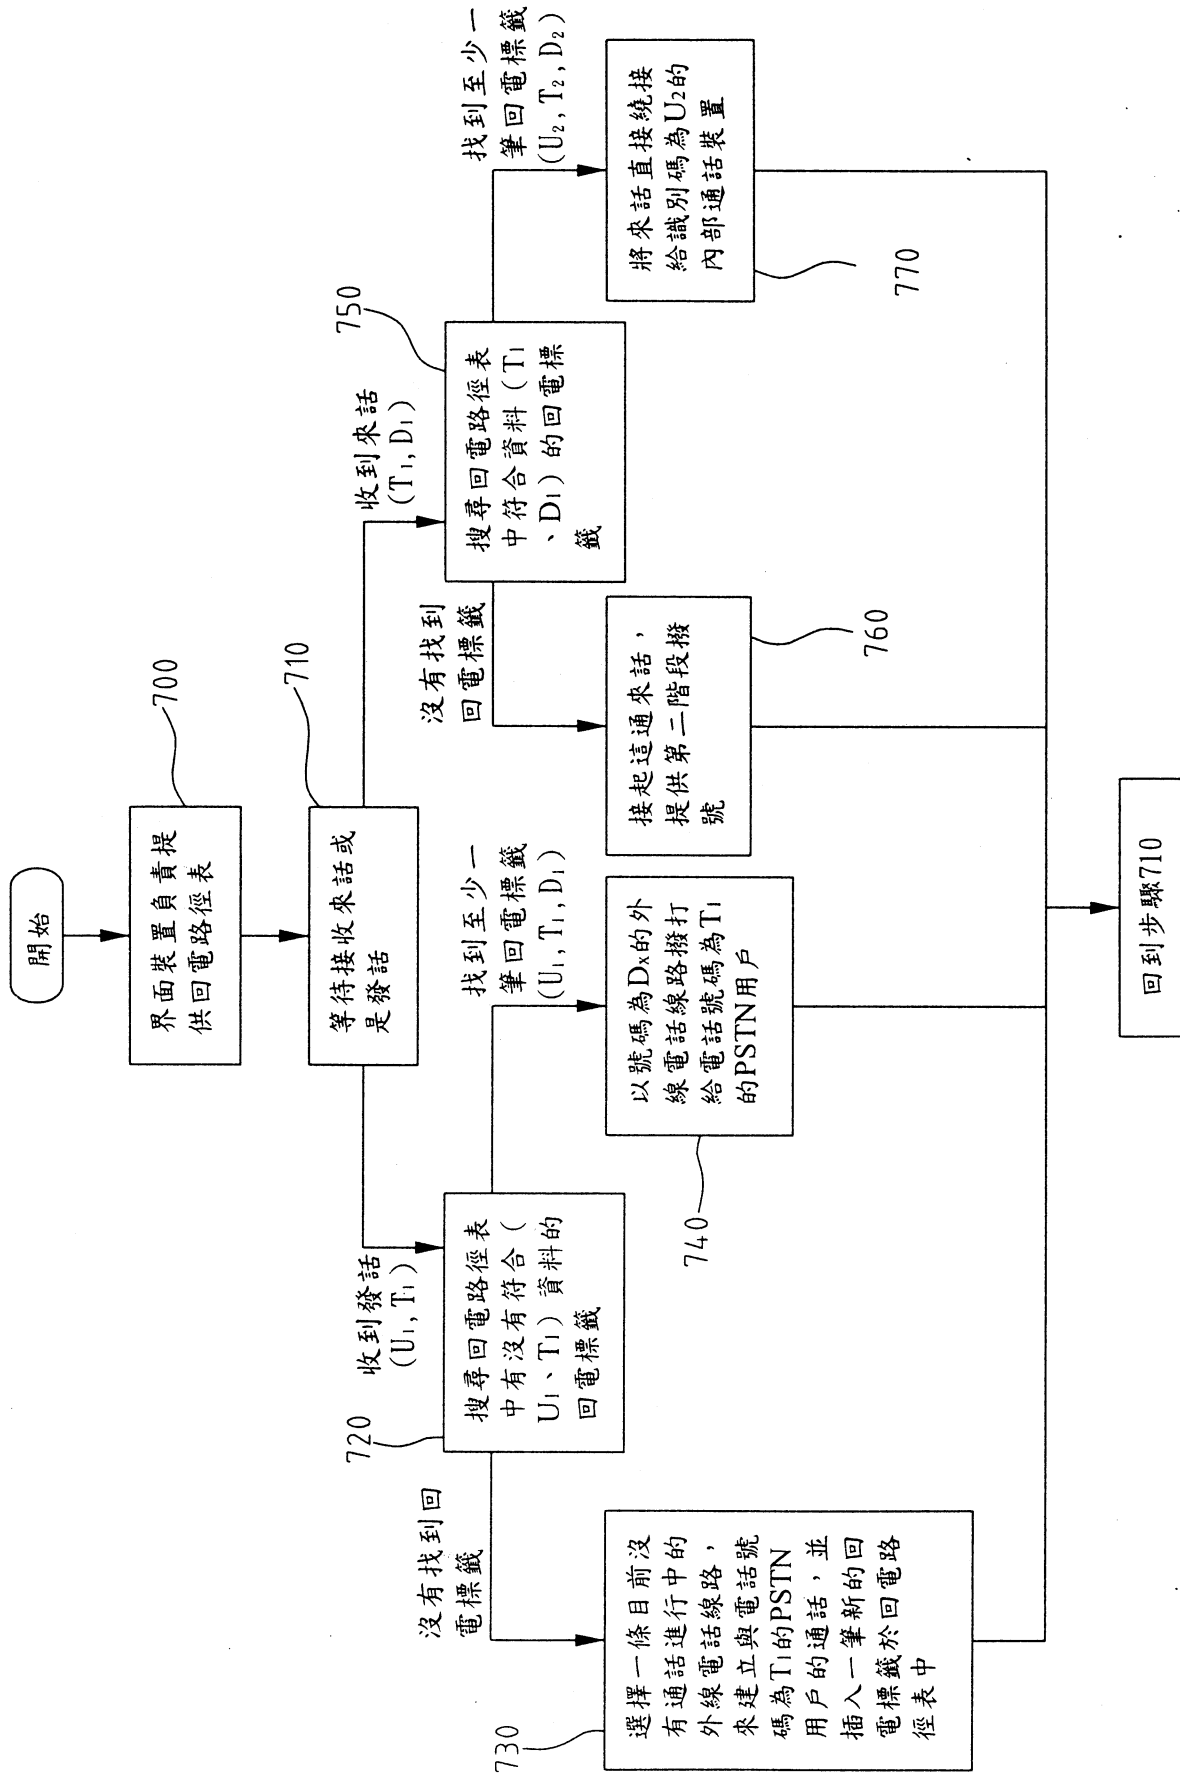 開始
界面裝置負責提
供回電路徑表
700
等待接收來話或
是發話
710
收到發話
(U1, T1)
收到來話
(T1, D1)
搜尋回電路徑表
中有沒有符合(
U1、T1)資料的
回電標籤
720
搜尋回電路徑表
中符合資料(T1
、D1)的回電標
籤
750
沒有找到回
電標籤
找到至少一
筆回電標籤
(U1, T1, D1)
沒有找到
回電標籤
找到至少一
筆回電標籤
(U2, T2, D2)
選擇一條目前沒
有通話進行中的
外線電話線路,
來建立與電話號
碼為T1的PSTN
用戶的通話,並
插入一筆新的回
電標籤於回電路
徑表中
730
以號碼為Dx的外
線電話線路撥打
給電話號碼為T1
的PSTN用戶
740
接起這通來話,
提供第二階段撥
號
760
將來話直接繞接
給識別碼為U2的
內部通話裝置
770
回到步驟710